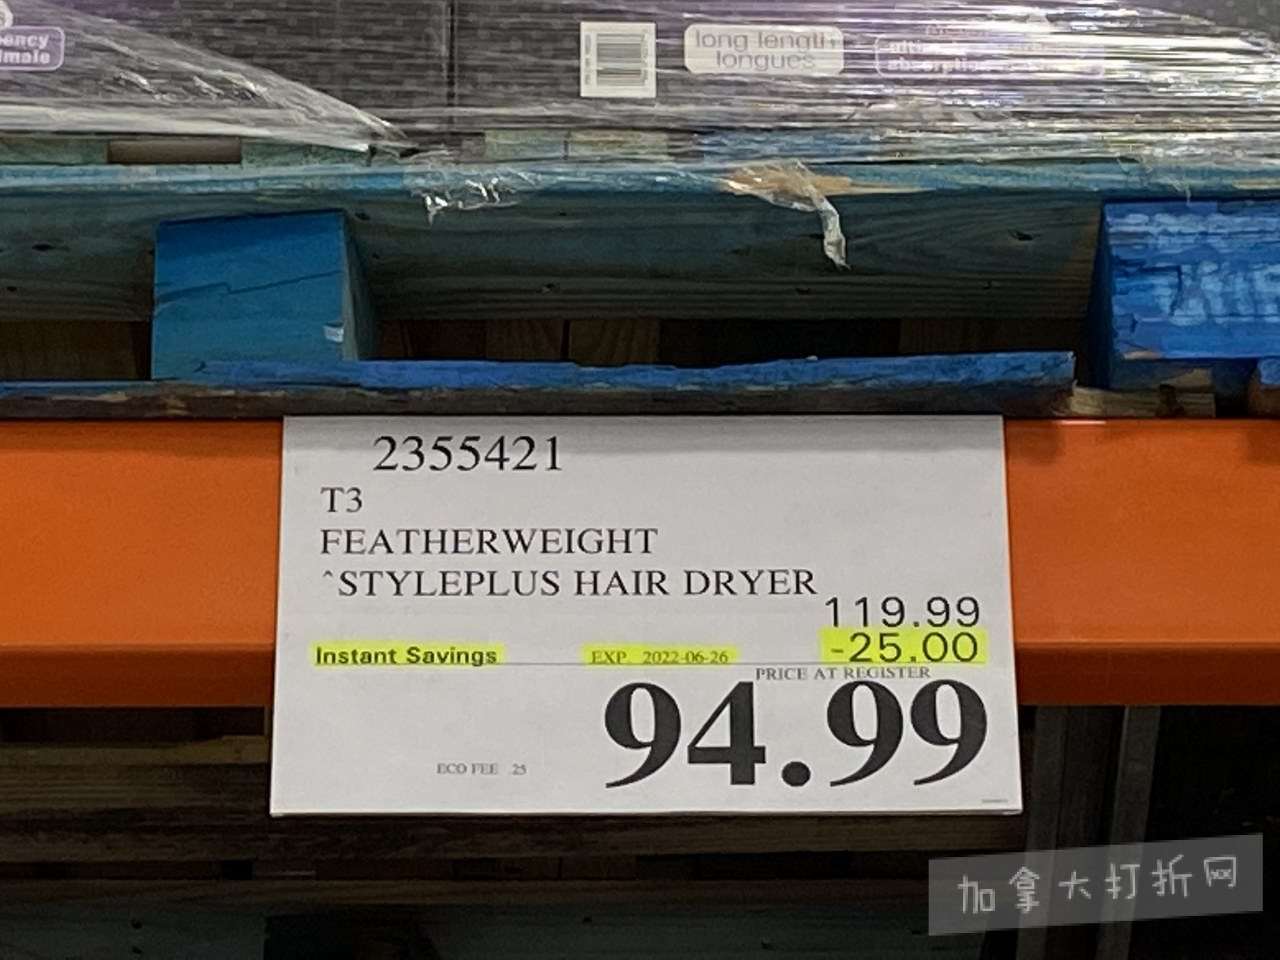 long length
longues
2355421
T3
FEATHERWEIGHT
^STYLEPLUS HAIR DRYER
119.99
Instant Savings EXP 2022-06-26 -25.00
PRICE AT REGISTER
94.99
ECO FEE .25
加拿大打折网